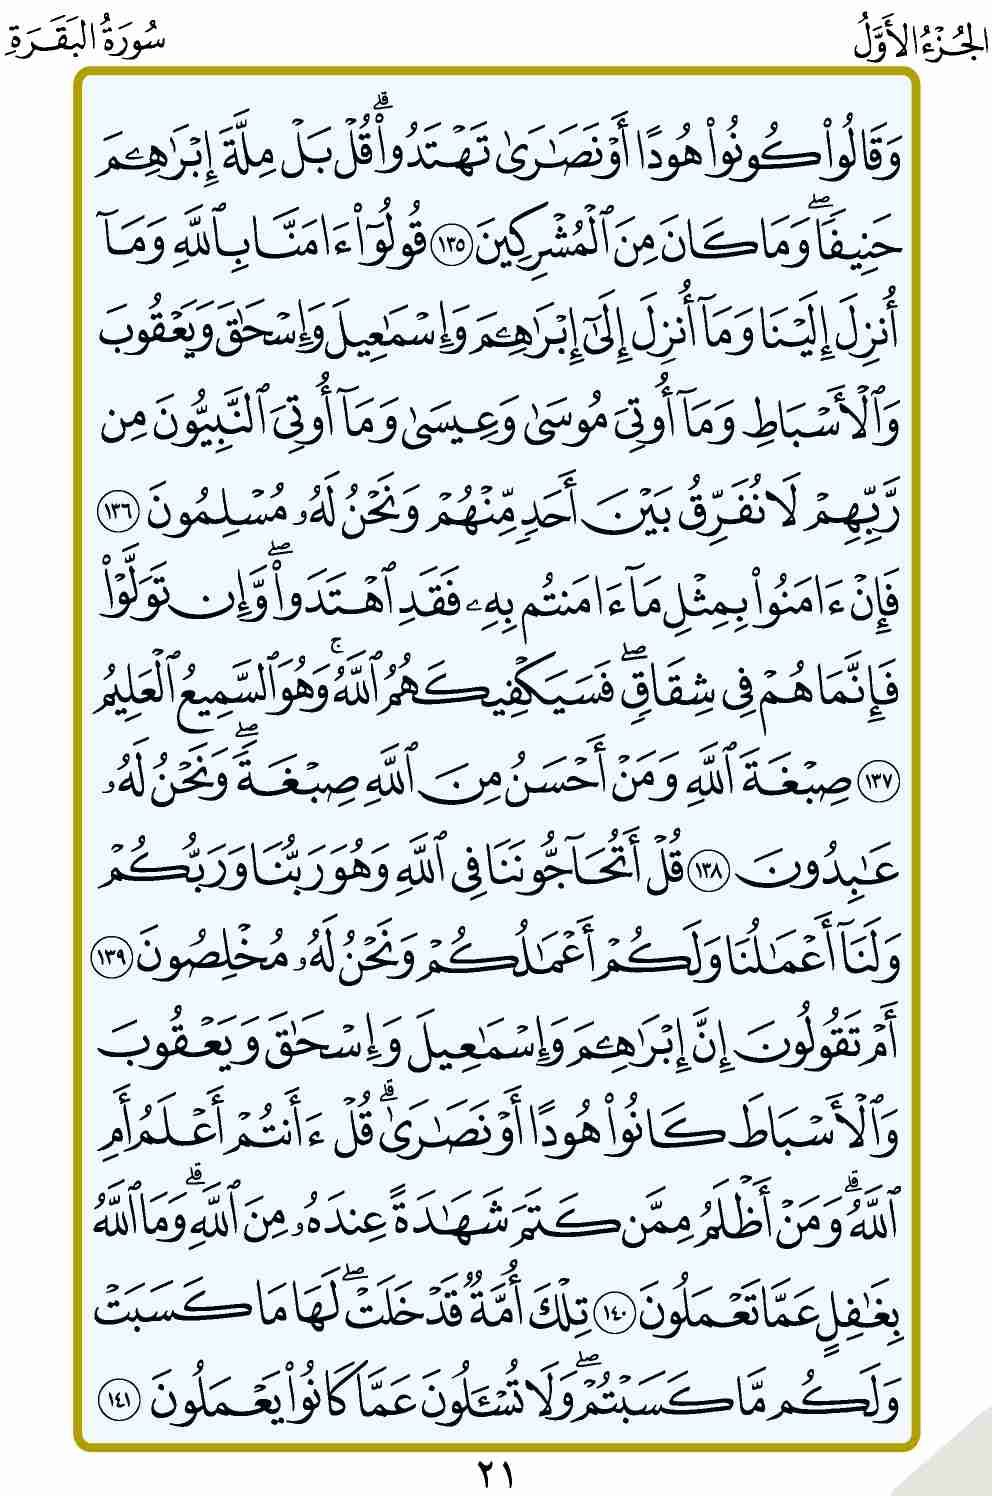 الجُزْءُ الأَوَّلُ
سُورَةُ البَقَرَةِ
وَقَالُوا۟ كُونُوا۟ هُودًا أَوْ نَصَـٰرَىٰ تَهْتَدُوا۟ ۗ قُلْ بَلْ مِلَّةَ إِبْرَٰهِـۧمَ
حَنِيفًا ۖ وَمَا كَانَ مِنَ ٱلْمُشْرِكِينَ ١٣٥ قُولُوٓا۟ ءَامَنَّا بِٱللَّهِ وَمَآ
أُنزِلَ إِلَيْنَا وَمَآ أُنزِلَ إِلَىٰٓ إِبْرَٰهِـۧمَ وَإِسْمَـٰعِيلَ وَإِسْحَـٰقَ وَيَعْقُوبَ
وَٱلْأَسْبَاطِ وَمَآ أُوتِىَ مُوسَىٰ وَعِيسَىٰ وَمَآ أُوتِىَ ٱلنَّبِيُّونَ مِن
رَّبِّهِمْ لَا نُفَرِّقُ بَيْنَ أَحَدٍ مِّنْهُمْ وَنَحْنُ لَهُۥ مُسْلِمُونَ ١٣٦
فَإِنْ ءَامَنُوا۟ بِمِثْلِ مَآ ءَامَنتُم بِهِۦ فَقَدِ ٱهْتَدَوا۟ ۖ وَّإِن تَوَلَّوْا۟
فَإِنَّمَا هُمْ فِى شِقَاقٍ ۖ فَسَيَكْفِيكَهُمُ ٱللَّهُ ۚ وَهُوَ ٱلسَّمِيعُ ٱلْعَلِيمُ
١٣٧ صِبْغَةَ ٱللَّهِ وَمَنْ أَحْسَنُ مِنَ ٱللَّهِ صِبْغَةً ۖ وَنَحْنُ لَهُۥ
عَـٰبِدُونَ ١٣٨ قُلْ أَتُحَآجُّونَنَا فِى ٱللَّهِ وَهُوَ رَبُّنَا وَرَبُّكُمْ
وَلَنَآ أَعْمَـٰلُنَا وَلَكُمْ أَعْمَـٰلُكُمْ وَنَحْنُ لَهُۥ مُخْلِصُونَ ١٣٩
أَمْ تَقُولُونَ إِنَّ إِبْرَٰهِـۧمَ وَإِسْمَـٰعِيلَ وَإِسْحَـٰقَ وَيَعْقُوبَ
وَٱلْأَسْبَاطَ كَانُوا۟ هُودًا أَوْ نَصَـٰرَىٰ ۗ قُلْ ءَأَنتُمْ أَعْلَمُ أَمِ
ٱللَّهُ ۗ وَمَنْ أَظْلَمُ مِمَّن كَتَمَ شَهَـٰدَةً عِندَهُۥ مِنَ ٱللَّهِ ۗ وَمَا ٱللَّهُ
بِغَـٰفِلٍ عَمَّا تَعْمَلُونَ ١٤٠ تِلْكَ أُمَّةٌ قَدْ خَلَتْ ۖ لَهَا مَا كَسَبَتْ
وَلَكُم مَّا كَسَبْتُمْ ۖ وَلَا تُسْـَٔلُونَ عَمَّا كَانُوا۟ يَعْمَلُونَ ١٤١
٢١